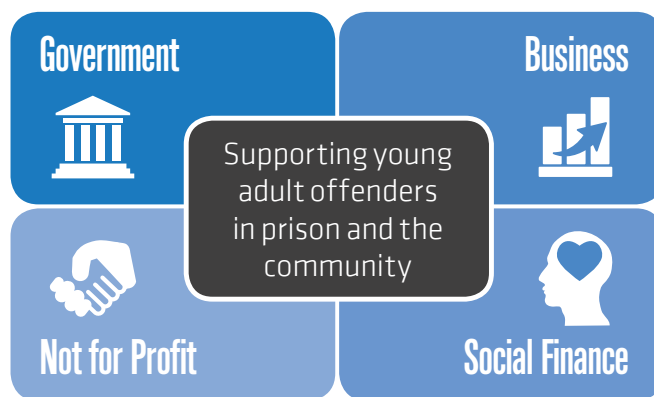 Government
Business
Supporting young
adult offenders
in prison and the
community
Not for Profit
Social Finance